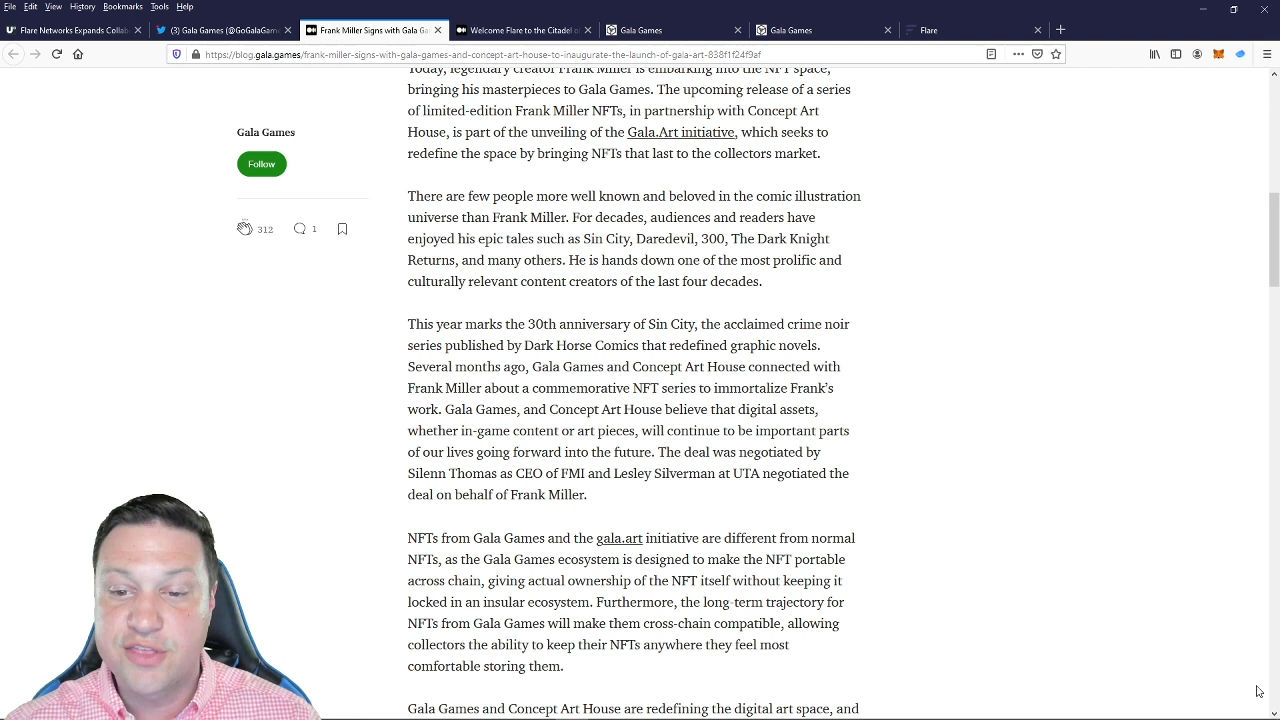 File Edit View History Bookmarks Tools Help
Flare Networks Expands Collab
(3) Gala Games (@GoGalaGam
Frank Miller Signs with Gala Ga
Welcome Flare to the Citadel o
Gala Games
Gala Games
Flare
https://blog.gala.games/frank-miller-signs-with-gala-games-and-concept-art-house-to-inaugurate-the-launch-of-gala-art-838f1f24f9af
Gala Games
Follow
312
1
Today, legendary creator Frank Miller is embarking into the NFT space,
bringing his masterpieces to Gala Games. The upcoming release of a series
of limited-edition Frank Miller NFTs, in partnership with Concept Art
House, is part of the unveiling of the Gala.Art initiative, which seeks to
redefine the space by bringing NFTs that last to the collectors market.
There are few people more well known and beloved in the comic illustration
universe than Frank Miller. For decades, audiences and readers have
enjoyed his epic tales such as Sin City, Daredevil, 300, The Dark Knight
Returns, and many others. He is hands down one of the most prolific and
culturally relevant content creators of the last four decades.
This year marks the 30th anniversary of Sin City, the acclaimed crime noir
series published by Dark Horse Comics that redefined graphic novels.
Several months ago, Gala Games and Concept Art House connected with
Frank Miller about a commemorative NFT series to immortalize Frank's
work. Gala Games, and Concept Art House believe that digital assets,
whether in-game content or art pieces, will continue to be important parts
of our lives going forward into the future. The deal was negotiated by
Silenn Thomas as CEO of FMI and Lesley Silverman at UTA negotiated the
deal on behalf of Frank Miller.
NFTs from Gala Games and the gala.art initiative are different from normal
NFTs, as the Gala Games ecosystem is designed to make the NFT portable
across chain, giving actual ownership of the NFT itself without keeping it
locked in an insular ecosystem. Furthermore, the long-term trajectory for
NFTs from Gala Games will make them cross-chain compatible, allowing
collectors the ability to keep their NFTs anywhere they feel most
comfortable storing them.
Gala Games and Concept Art House are redefining the digital art space, and